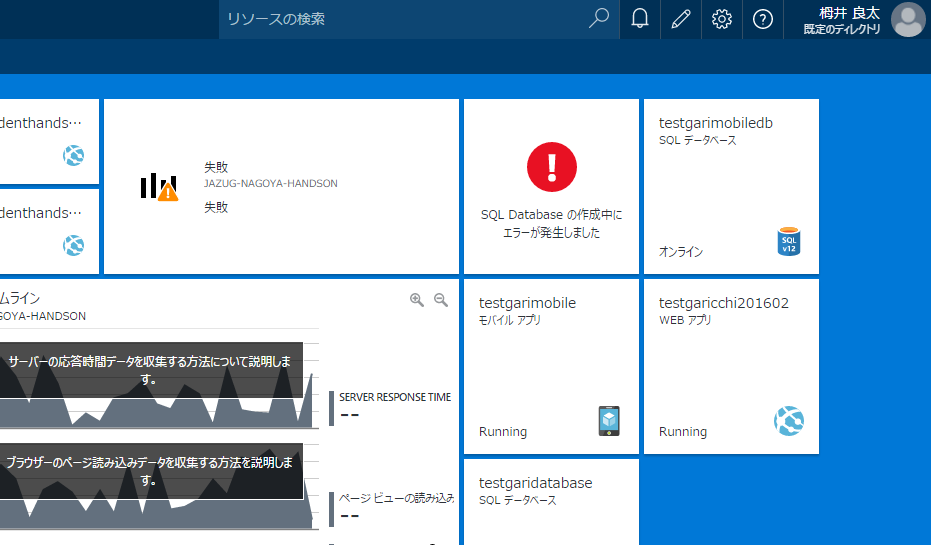 リソースの検索
栂井 良太
既定のディレクトリ
denthands…
denthands…
失敗
JAZUG-NAGOYA-HANDSON
失敗
!
SQL Database の作成中に
エラーが発生しました
testgarimobiledb
SQL データベース
オンライン
SQL
v12
ムライン
GOYA-HANDSON
サーバーの応答時間データを収集する方法について説明しま
す。
SERVER RESPONSE TIME
--
ブラウザーのページ読み込みデータを収集する方法を説明しま
す。
ページ ビューの読み込み
--
testgarimobile
モバイル アプリ
Running
testgaricchi201602
WEB アプリ
Running
testgaridatabase
SQL データベース